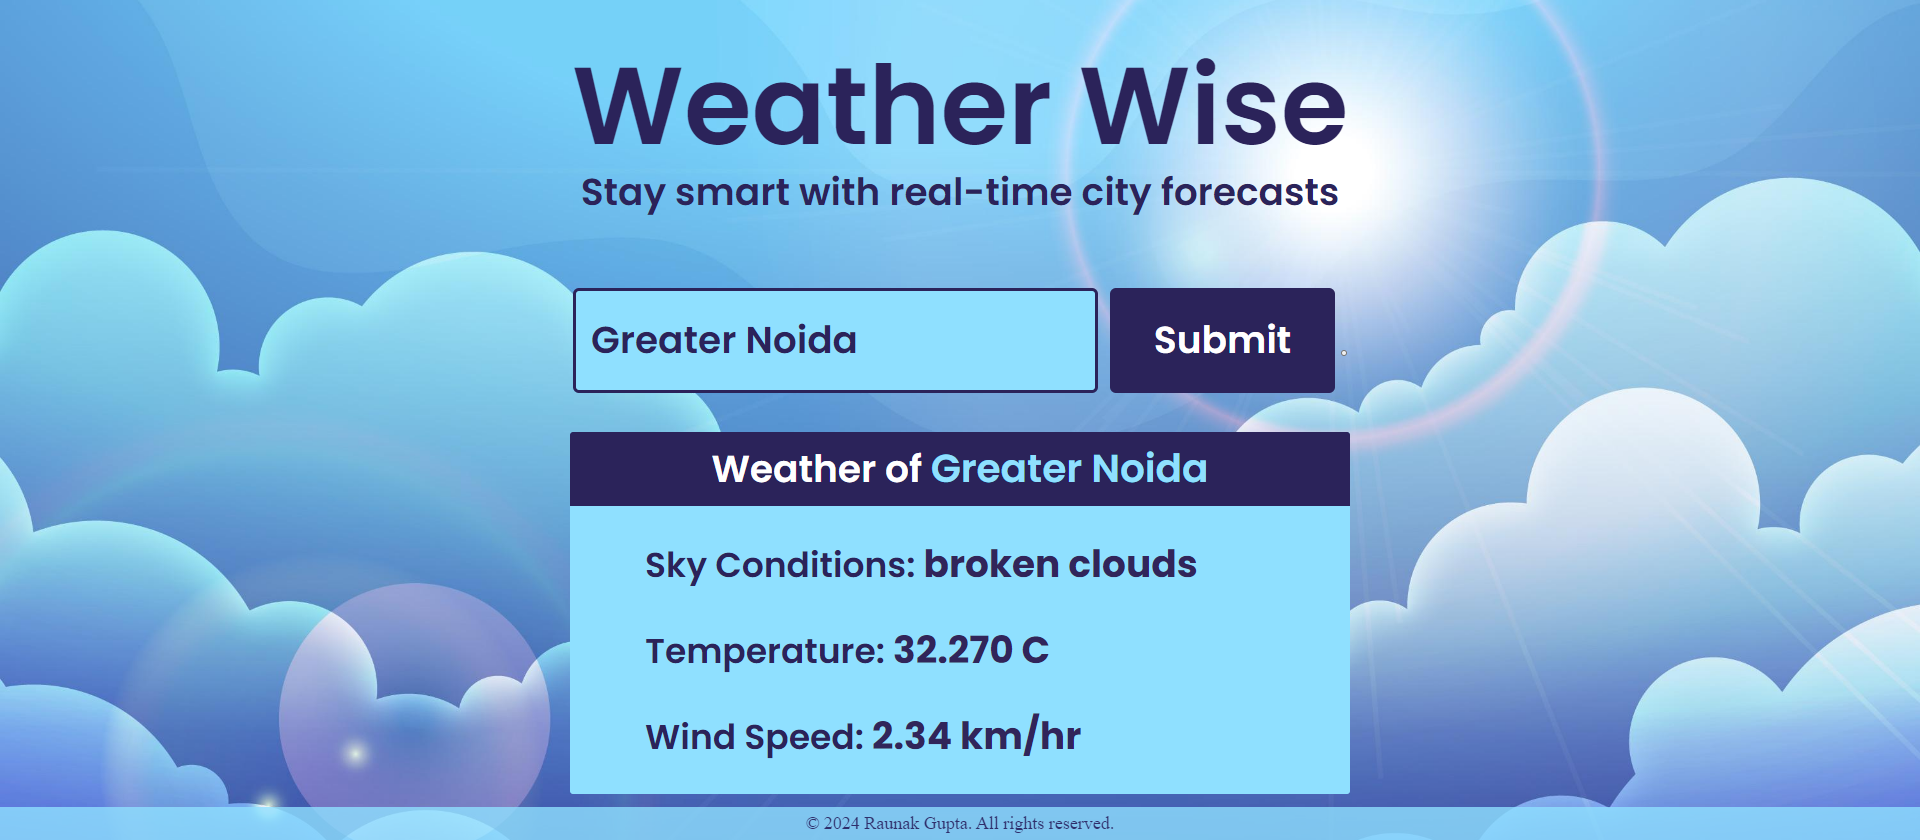 Weather Wise
Stay smart with real-time city forecasts
Greater Noida
Submit
Weather of Greater Noida
Sky Conditions: broken clouds
Temperature: 32.270 C
Wind Speed: 2.34 km/hr
© 2024 Raunak Gupta. All rights reserved.